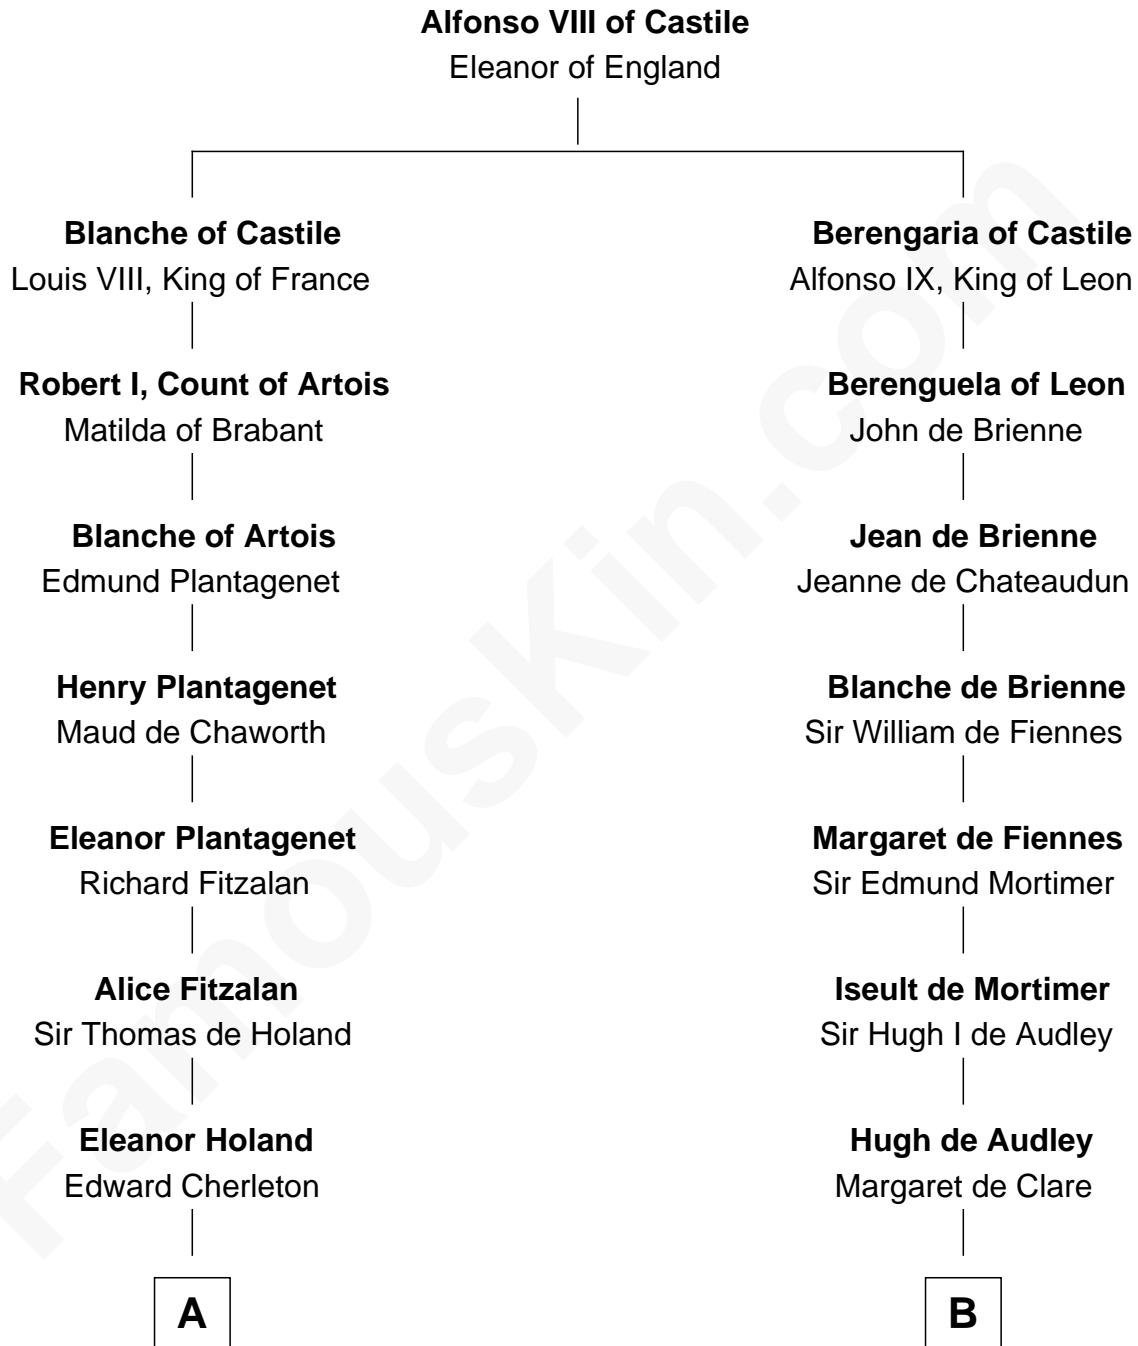 Alfonso VIII of Castile
Eleanor of England
Blanche of Castile
Louis VIII, King of France
Berengaria of Castile
Alfonso IX, King of Leon
Robert I, Count of Artois
Matilda of Brabant
Berenguela of Leon
John de Brienne
Blanche of Artois
Edmund Plantagenet
Jean de Brienne
Jeanne de Chateaudun
Henry Plantagenet
Maud de Chaworth
Blanche de Brienne
Sir William de Fiennes
Eleanor Plantagenet
Richard Fitzalan
Margaret de Fiennes
Sir Edmund Mortimer
Alice Fitzalan
Sir Thomas de Holand
Iseult de Mortimer
Sir Hugh I de Audley
Eleanor Holand
Edward Cherleton
Hugh de Audley
Margaret de Clare
A
B
FamousKin.com